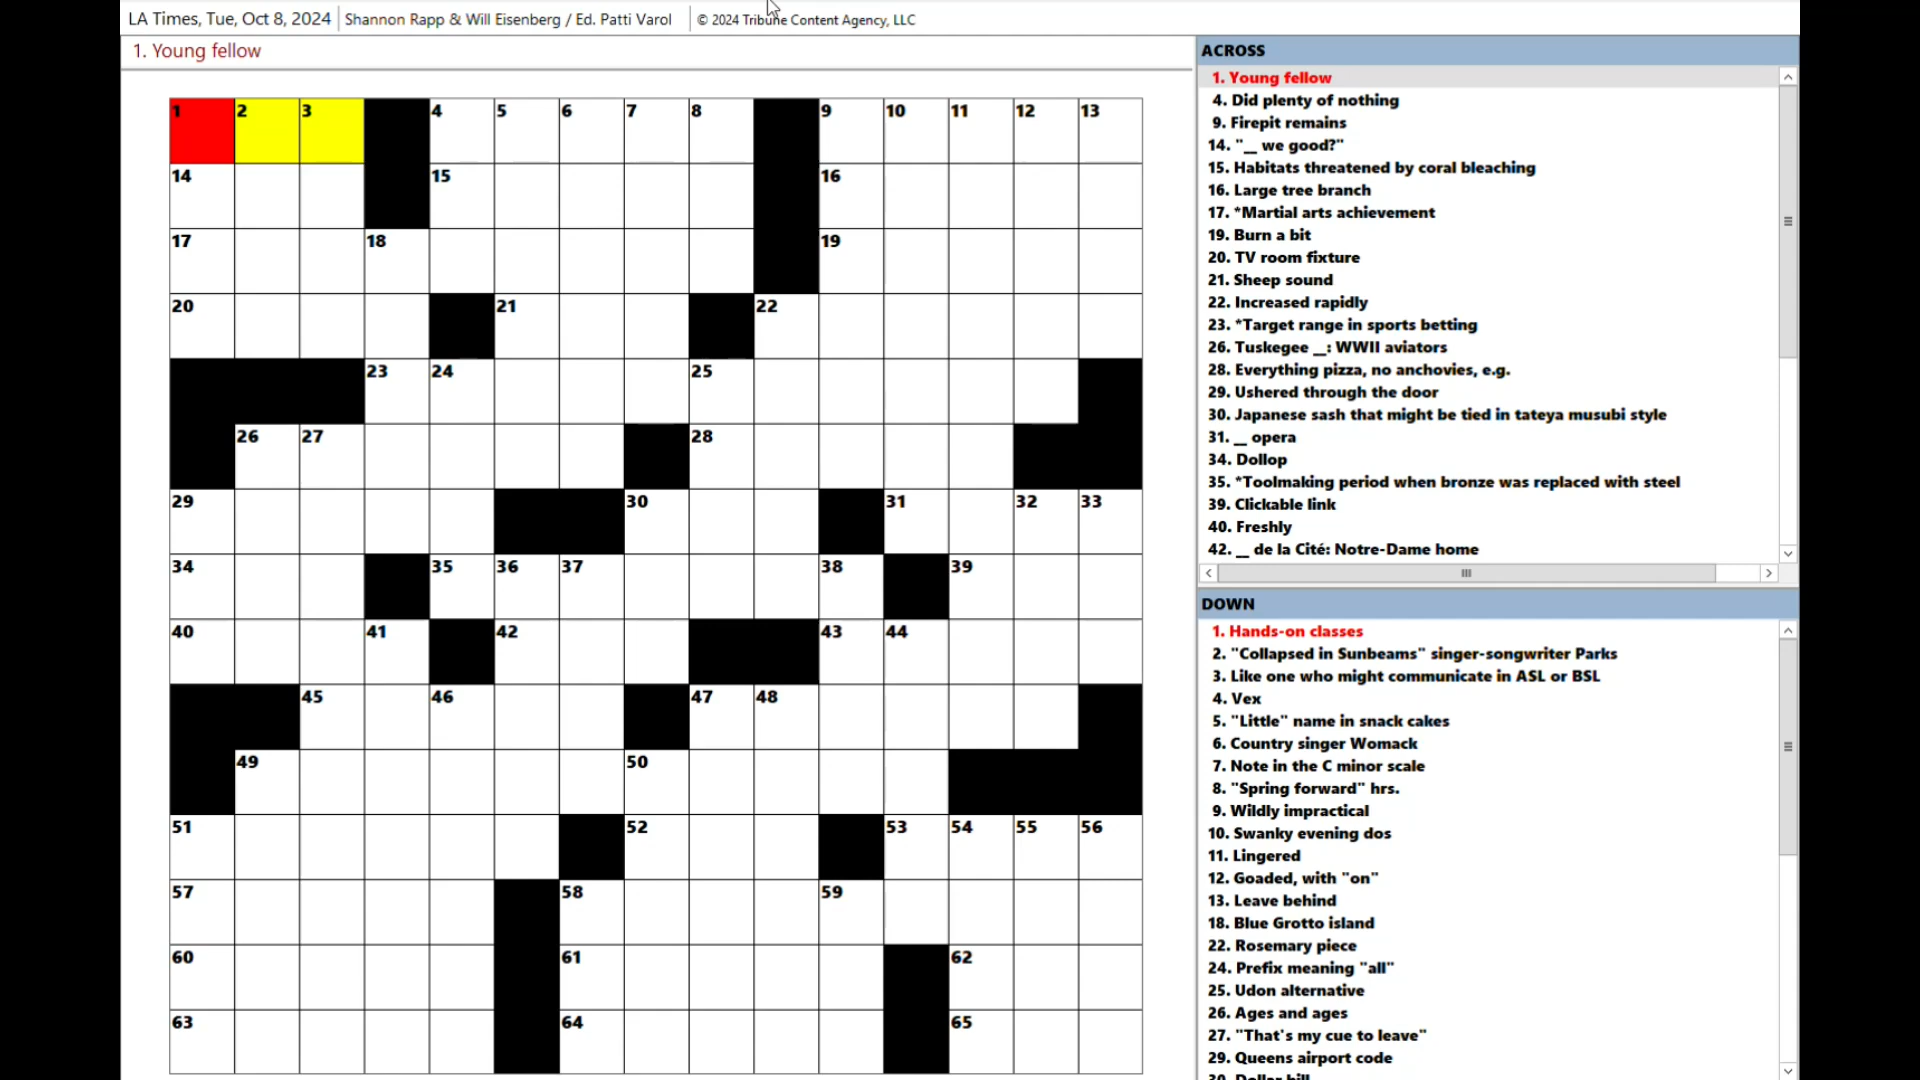 LA Times, Tue, Oct 8, 2024 Shannon Rapp & Will Eisenberg / Ed. Patti Varol © 2024 Tribune Content Agency, LLC
1. Young fellow
1 2 3 4 5 6 7 8 9 10 11 12 13
14 15 16
17 18 19
20 21 22
23 24 25
26 27 28
29 30 31 32 33
34 35 36 37 38 39
40 41 42 43 44
45 46 47 48
49 50
51 52 53 54 55 56
57 58 59
60 61 62
63 64 65
ACROSS
1. Young fellow
4. Did plenty of nothing
9. Firepit remains
14. "__ we good?"
15. Habitats threatened by coral bleaching
16. Large tree branch
17. *Martial arts achievement
19. Burn a bit
20. TV room fixture
21. Sheep sound
22. Increased rapidly
23. *Target range in sports betting
26. Tuskegee __: WWII aviators
28. Everything pizza, no anchovies, e.g.
29. Ushered through the door
30. Japanese sash that might be tied in tateya musubi style
31. __ opera
34. Dollop
35. *Toolmaking period when bronze was replaced with steel
39. Clickable link
40. Freshly
42. __ de la Cité: Notre-Dame home
DOWN
1. Hands-on classes
2. "Collapsed in Sunbeams" singer-songwriter Parks
3. Like one who might communicate in ASL or BSL
4. Vex
5. "Little" name in snack cakes
6. Country singer Womack
7. Note in the C minor scale
8. "Spring forward" hrs.
9. Wildly impractical
10. Swanky evening dos
11. Lingered
12. Goaded, with "on"
13. Leave behind
18. Blue Grotto island
22. Rosemary piece
24. Prefix meaning "all"
25. Udon alternative
26. Ages and ages
27. "That's my cue to leave"
29. Queens airport code
30. Dollar bill